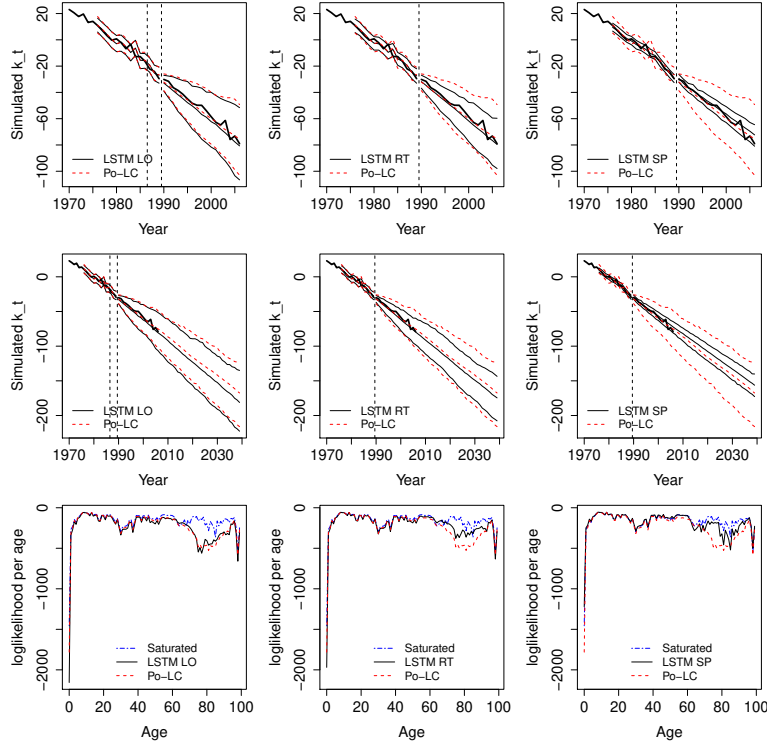 Simulated k_t
20
−20
−60
−100
LSTM LO
Po−LC
1970 1980 1990 2000
Year
Simulated k_t
20
−20
−60
−100
LSTM RT
Po−LC
1970 1980 1990 2000
Year
Simulated k_t
20
−20
−60
−100
LSTM SP
Po−LC
1970 1980 1990 2000
Year
Simulated k_t
0
−100
−200
LSTM LO
Po−LC
1970 1990 2010 2030
Year
Simulated k_t
0
−100
−200
LSTM RT
Po−LC
1970 1990 2010 2030
Year
Simulated k_t
0
−100
−200
LSTM SP
Po−LC
1970 1990 2010 2030
Year
loglikelihood per age
0
−1000
−2000
Saturated
LSTM LO
Po−LC
0 20 40 60 80 100
Age
loglikelihood per age
0
−1000
−2000
Saturated
LSTM RT
Po−LC
0 20 40 60 80 100
Age
loglikelihood per age
0
−1000
−2000
Saturated
LSTM SP
Po−LC
0 20 40 60 80 100
Age